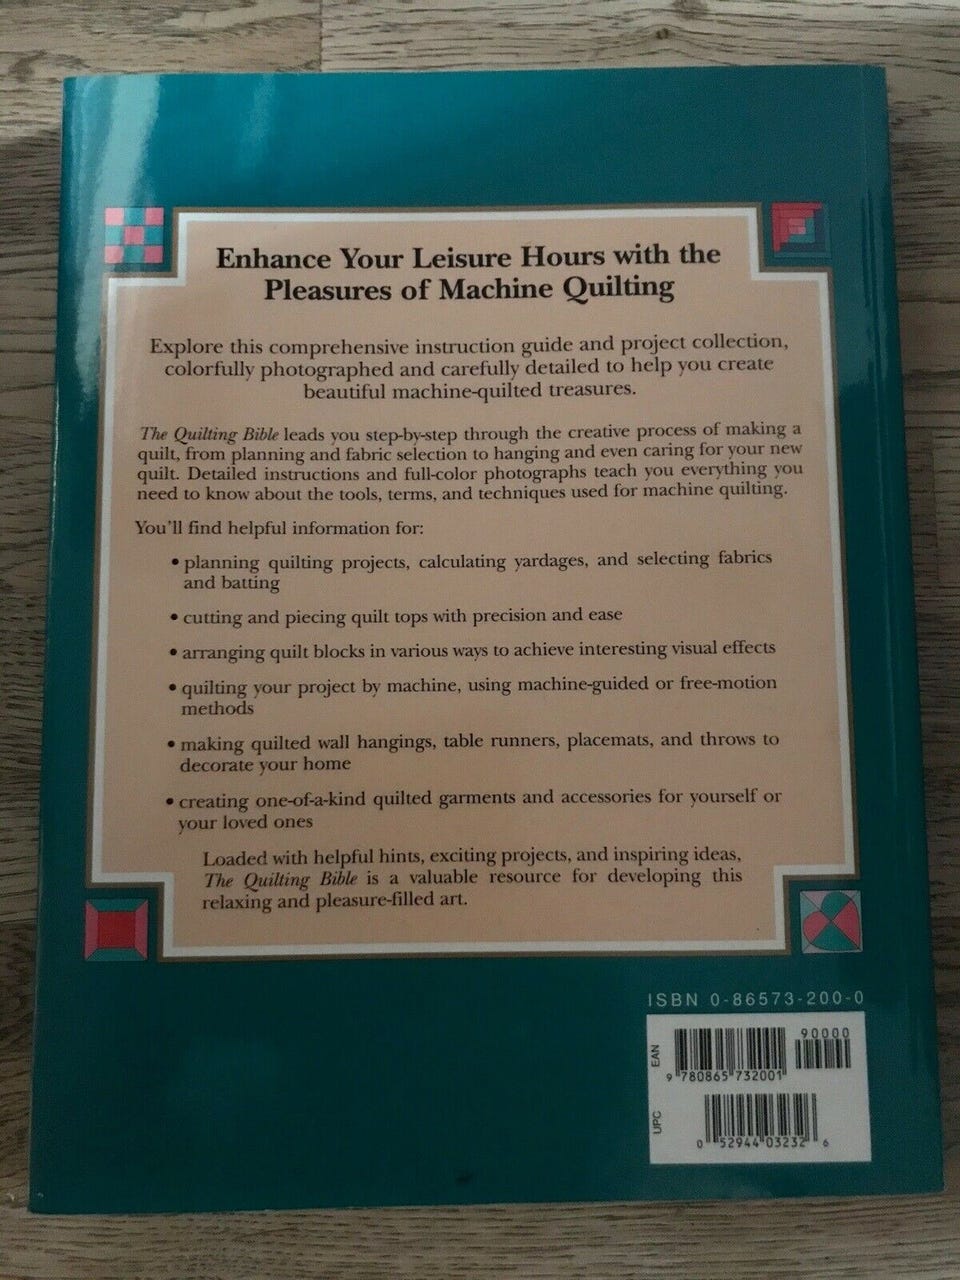 Enhance Your Leisure Hours with the
Pleasures of Machine Quilting
Explore this comprehensive instruction guide and project collection,
colorfully photographed and carefully detailed to help you create
beautiful machine-quilted treasures.
The Quilting Bible leads you step-by-step through the creative process of making a
quilt, from planning and fabric selection to hanging and even caring for your new
quilt. Detailed instructions and full-color photographs teach you everything you
need to know about the tools, terms, and techniques used for machine quilting.
You'll find helpful information for:
• planning quilting projects, calculating yardages, and selecting fabrics
and batting
• cutting and piecing quilt tops with precision and ease
• arranging quilt blocks in various ways to achieve interesting visual effects
• quilting your project by machine, using machine-guided or free-motion
methods
• making quilted wall hangings, table runners, placemats, and throws to
decorate your home
• creating one-of-a-kind quilted garments and accessories for yourself or
your loved ones
Loaded with helpful hints, exciting projects, and inspiring ideas,
The Quilting Bible is a valuable resource for developing this
relaxing and pleasure-filled art.
ISBN 0-86573-200-0
90000
EAN
9 780865 732001
UPC
0 52944 03232 6